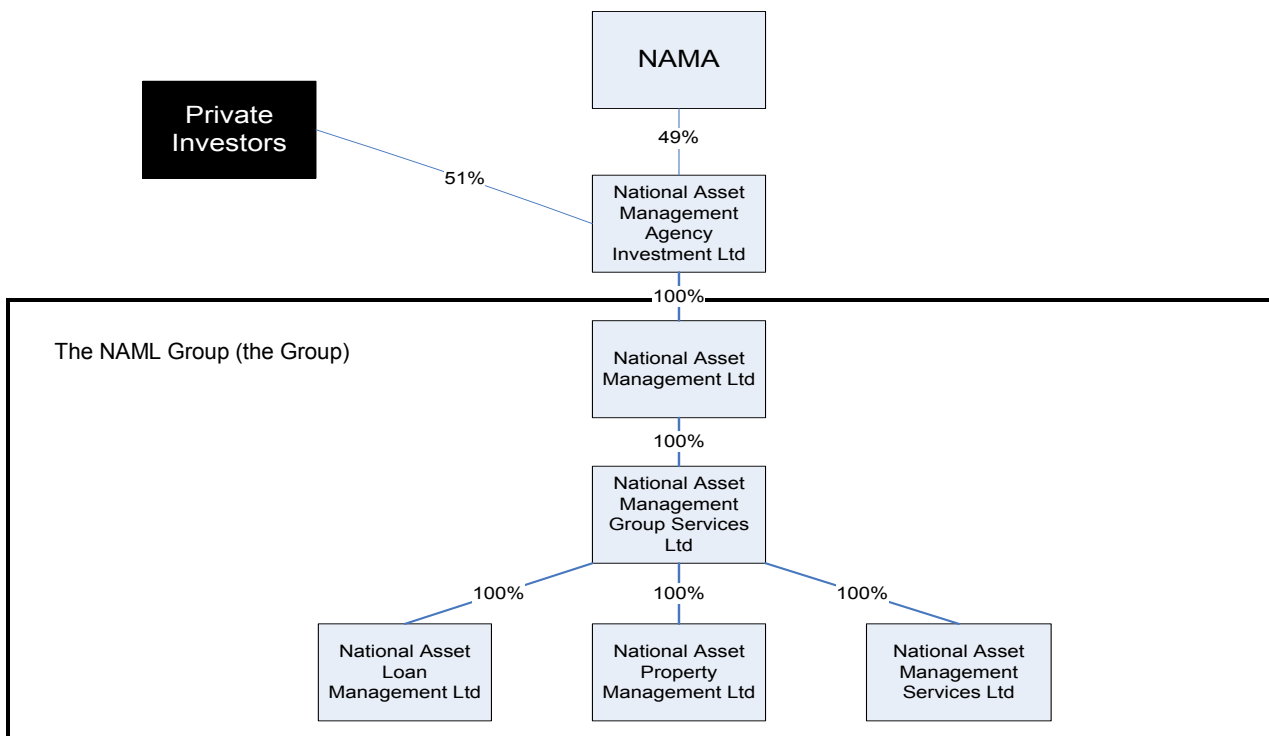 NAMA
Private
Investors
49%
51%
National Asset
Management
Agency
Investment Ltd
100%
The NAML Group (the Group)
National Asset
Management Ltd
100%
National Asset
Management
Group Services
Ltd
100%
100%
100%
National Asset
Loan
Management Ltd
National Asset
Property
Management Ltd
National Asset
Management
Services Ltd